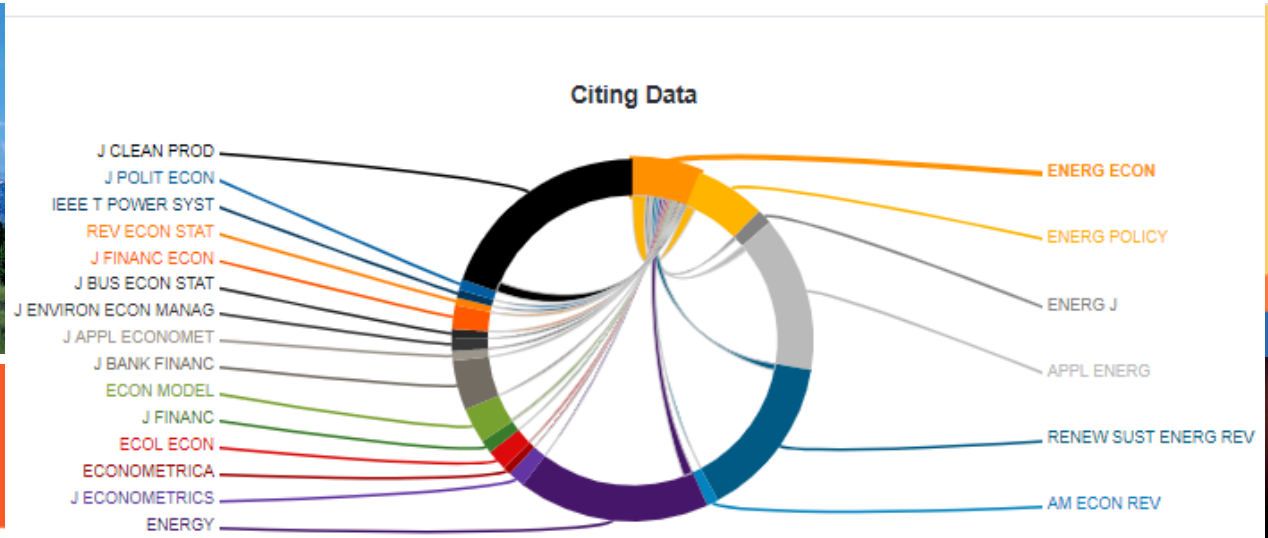 Citing Data
J CLEAN PROD
J POLIT ECON
IEEE T POWER SYST
REV ECON STAT
J FINANC ECON
J BUS ECON STAT
J ENVIRON ECON MANAG
J APPL ECONOMET
J BANK FINANC
ECON MODEL
J FINANC
ECOL ECON
ECONOMETRICA
J ECONOMETRICS
ENERGY
ENERG ECON
ENERG POLICY
ENERG J
APPL ENERG
RENEW SUST ENERG REV
AM ECON REV